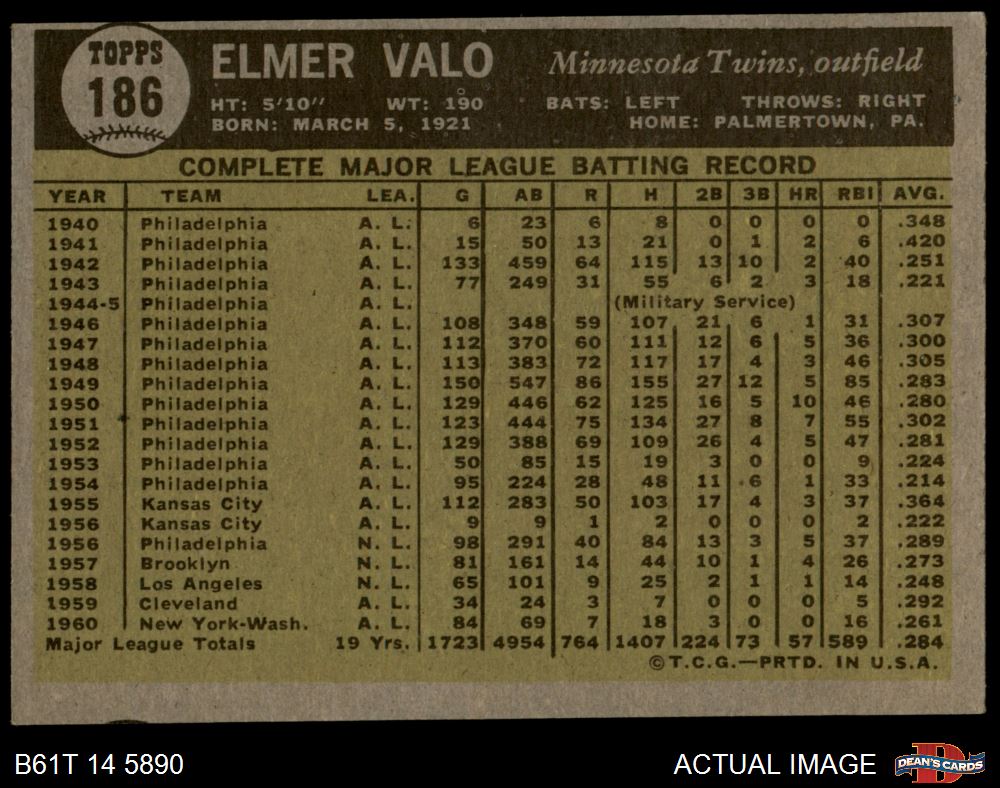 TOPPS
186
ELMER VALO Minnesota Twins, outfield
HT: 5'10" WT: 190 BATS: LEFT THROWS: RIGHT
BORN: MARCH 5, 1921 HOME: PALMERTOWN, PA.
COMPLETE MAJOR LEAGUE BATTING RECORD
YEAR TEAM LEA. G AB R H 2B 3B HR RBI AVG.
1940 Philadelphia A. L. 6 23 6 8 0 0 0 0 .348
1941 Philadelphia A. L. 15 50 13 21 0 1 2 6 .420
1942 Philadelphia A. L. 133 459 64 115 13 10 2 40 .251
1943 Philadelphia A. L. 77 249 31 55 6 2 3 18 .221
1944-5 Philadelphia A. L. (Military Service)
1946 Philadelphia A. L. 108 348 59 107 21 6 1 31 .307
1947 Philadelphia A. L. 112 370 60 111 12 6 5 36 .300
1948 Philadelphia A. L. 113 383 72 117 17 4 3 46 .305
1949 Philadelphia A. L. 150 547 86 155 27 12 5 85 .283
1950 Philadelphia A. L. 129 446 62 125 16 5 10 46 .280
1951 Philadelphia A. L. 123 444 75 134 27 8 7 55 .302
1952 Philadelphia A. L. 129 388 69 109 26 4 5 47 .281
1953 Philadelphia A. L. 50 85 15 19 3 0 0 9 .224
1954 Philadelphia A. L. 95 224 28 48 11 6 1 33 .214
1955 Kansas City A. L. 112 283 50 103 17 4 3 37 .364
1956 Kansas City A. L. 9 9 1 2 0 0 0 2 .222
1956 Philadelphia N. L. 98 291 40 84 13 3 5 37 .289
1957 Brooklyn N. L. 81 161 14 44 10 1 4 26 .273
1958 Los Angeles N. L. 65 101 9 25 2 1 1 14 .248
1959 Cleveland A. L. 34 24 3 7 0 0 0 5 .292
1960 New York-Wash. A. L. 84 69 7 18 3 0 0 16 .261
Major League Totals 19 Yrs. 1723 4954 764 1407 224 73 57 589 .284
©T.C.G.—PRTD. IN U.S.A.
B61T 14 5890 ACTUAL IMAGE
D
DEAN'S CARDS